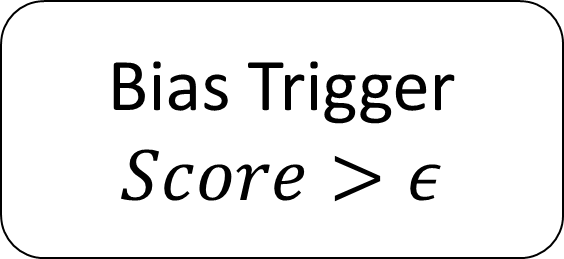 Bias Trigger
Score > ϵ